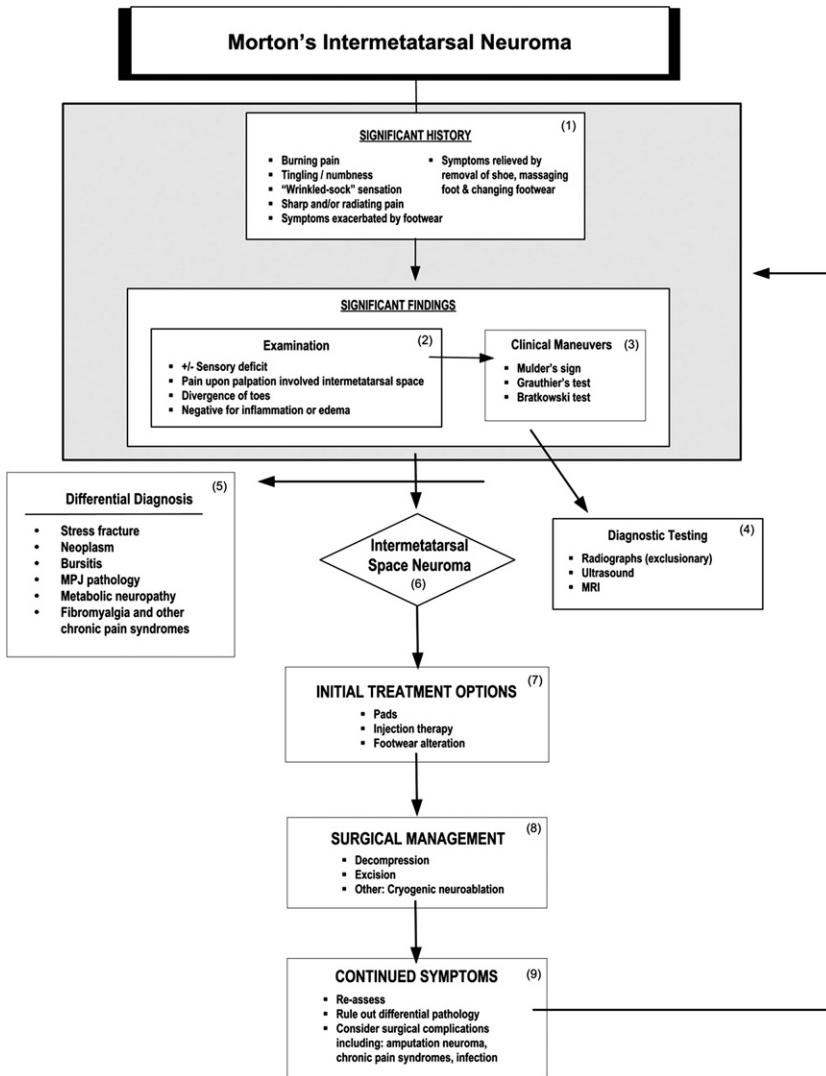 Morton's Intermetatarsal Neuroma
(1)
SIGNIFICANT HISTORY
▪ Burning pain
▪ Tingling / numbness
▪ "Wrinkled-sock" sensation
▪ Sharp and/or radiating pain
▪ Symptoms exacerbated by footwear
▪ Symptoms relieved by
removal of shoe, massaging
foot & changing footwear
SIGNIFICANT FINDINGS
Examination (2)
▪ +/- Sensory deficit
▪ Pain upon palpation involved intermetatarsal space
▪ Divergence of toes
▪ Negative for inflammation or edema
Clinical Maneuvers (3)
▪ Mulder's sign
▪ Grauthier's test
▪ Bratkowski test
Differential Diagnosis (5)
• Stress fracture
• Neoplasm
• Bursitis
• MPJ pathology
• Metabolic neuropathy
• Fibromyalgia and other
chronic pain syndromes
Intermetatarsal
Space Neuroma
(6)
Diagnostic Testing (4)
▪ Radiographs (exclusionary)
▪ Ultrasound
▪ MRI
INITIAL TREATMENT OPTIONS (7)
▪ Pads
▪ Injection therapy
▪ Footwear alteration
SURGICAL MANAGEMENT (8)
▪ Decompression
▪ Excision
▪ Other: Cryogenic neuroablation
CONTINUED SYMPTOMS (9)
▪ Re-assess
▪ Rule out differential pathology
▪ Consider surgical complications
including: amputation neuroma,
chronic pain syndromes, infection